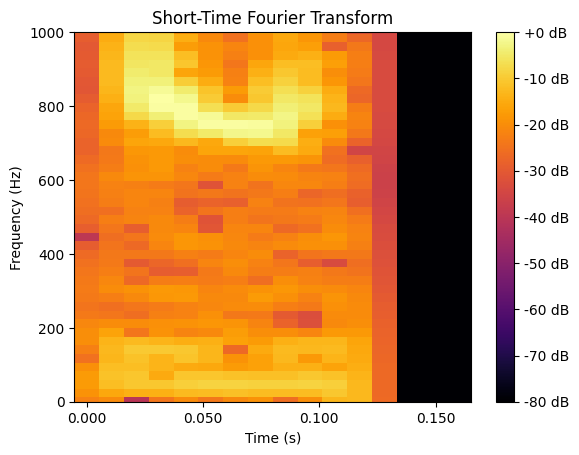 Short-Time Fourier Transform
1000
800
600
400
200
0
Frequency (Hz)
0.000
0.050
0.100
0.150
Time (s)
+0 dB
-10 dB
-20 dB
-30 dB
-40 dB
-50 dB
-60 dB
-70 dB
-80 dB